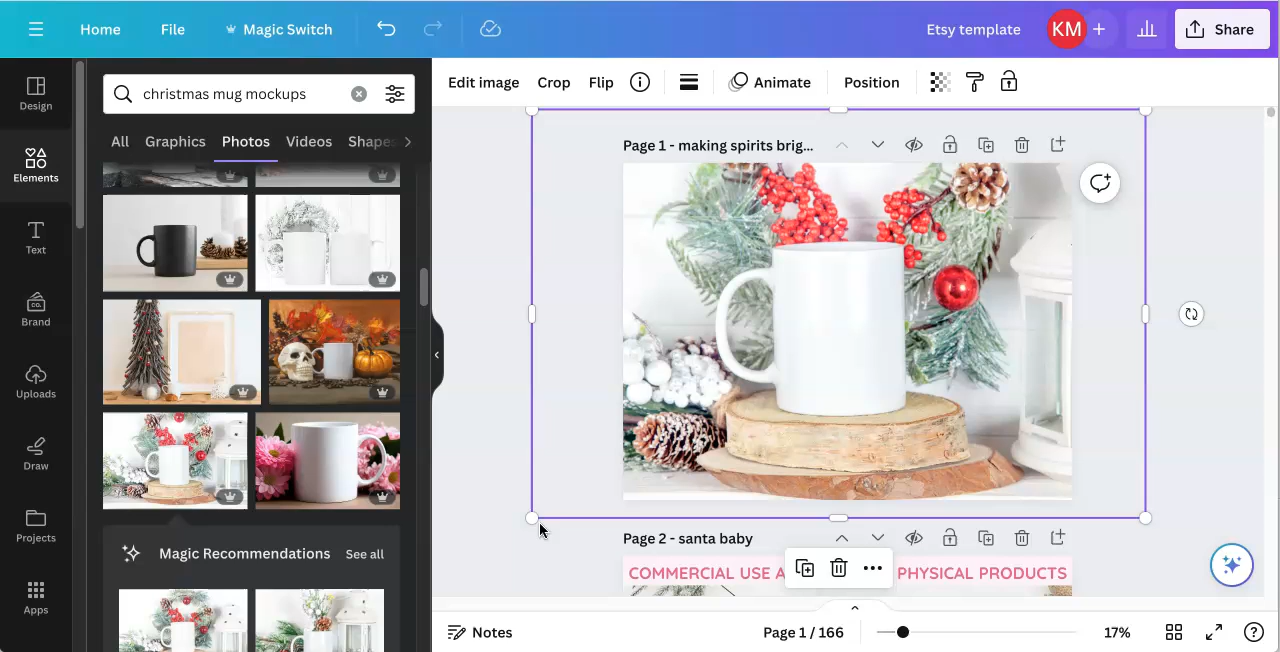 Home File Magic Switch Etsy template KM + Share
Design
Elements
Text
Brand
Uploads
Draw
Projects
Apps
christmas mug mockups
All Graphics Photos Videos Shapes
Magic Recommendations See all
Edit image Crop Flip Animate Position
Page 1 - making spirits brig...
Page 2 - santa baby
COMMERCIAL USE A
PHYSICAL PRODUCTS
Notes Page 1 / 166 17%